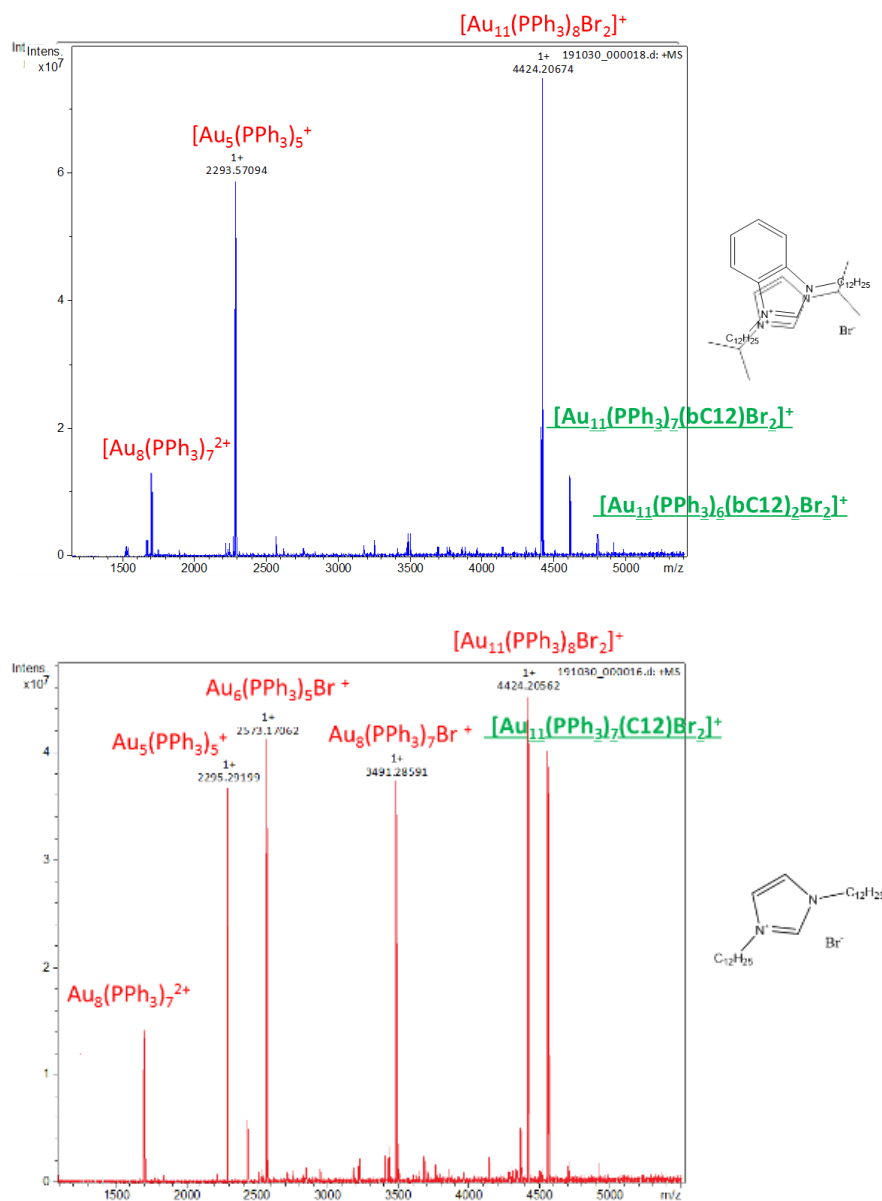 [Au11(PPh3)8Br2]+
Intens.
x10^7
1+ 191030_000018.d: +MS
4424.20674
[Au5(PPh3)5+
1+
2293.57094
6
4
C12H25
N
N
N+
N+
C12H25
Br-
[Au11(PPh3)7(bC12)Br2]+
2
[Au8(PPh3)7^2+
[Au11(PPh3)6(bC12)2Br2]+
0
1500 2000 2500 3000 3500 4000 4500 5000 m/z
[Au11(PPh3)8Br2]+
Intens.
x10^7
1+ 191030_000016.d: +MS
4424.20562
Au6(PPh3)5Br +
1+
2573.17062
Au8(PPh3)7Br +
[Au11(PPh3)7(C12)Br2]+
Au5(PPh3)5+
1+
2295.29199
1+
3491.28591
4
3
N
C12H25
N+
Br-
C12H25
2
Au8(PPh3)7^2+
1
0
1500 2000 2500 3000 3500 4000 4500 5000 m/z